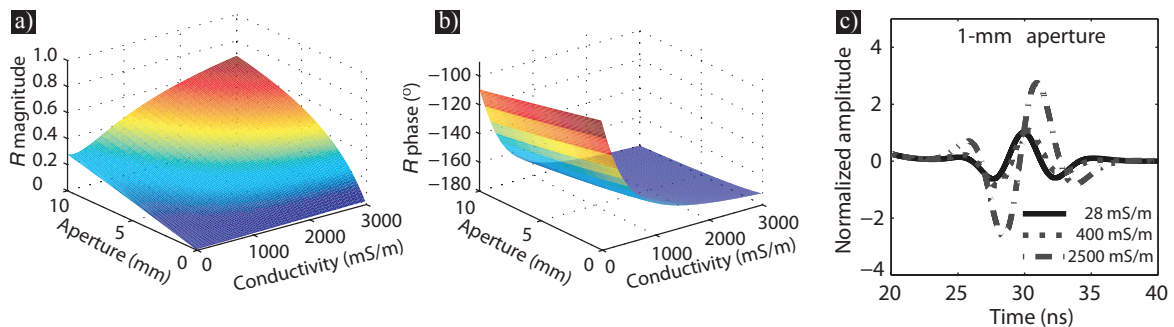 a)
R magnitude
1.0
0.8
0.6
0.4
0.2
0
10
5
0
Aperture (mm)
0
1000
2000
3000
Conductivity (mS/m)
b)
R phase (°)
−100
−120
−140
−160
−180
10
5
0
Aperture (mm)
0
1000
2000
3000
Conductivity (mS/m)
c)
1-mm aperture
Normalized amplitude
4
2
0
−2
−4
28 mS/m
400 mS/m
2500 mS/m
20
25
30
35
40
Time (ns)